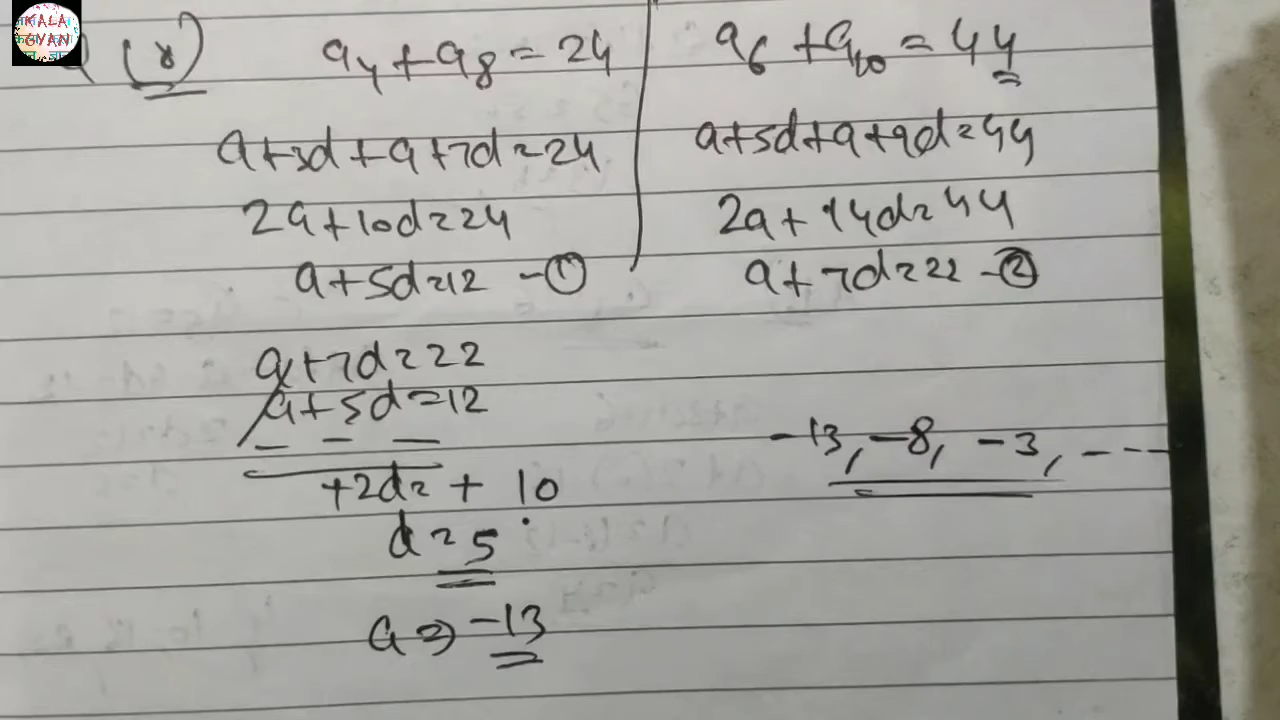 KALA
GYAN
(४)
a4 + a8 = 24
a+3d+a+7d=24
2a+10d=24
a+5d=12 -①
a6 + a10 = 44
a+5d+a+9d=44
2a+14d=44
a+7d=22 -②
a+7d=22
a+5d=12
- - -
+2d= + 10
d=5
a⇒ -13
-13, -8, -3, ---